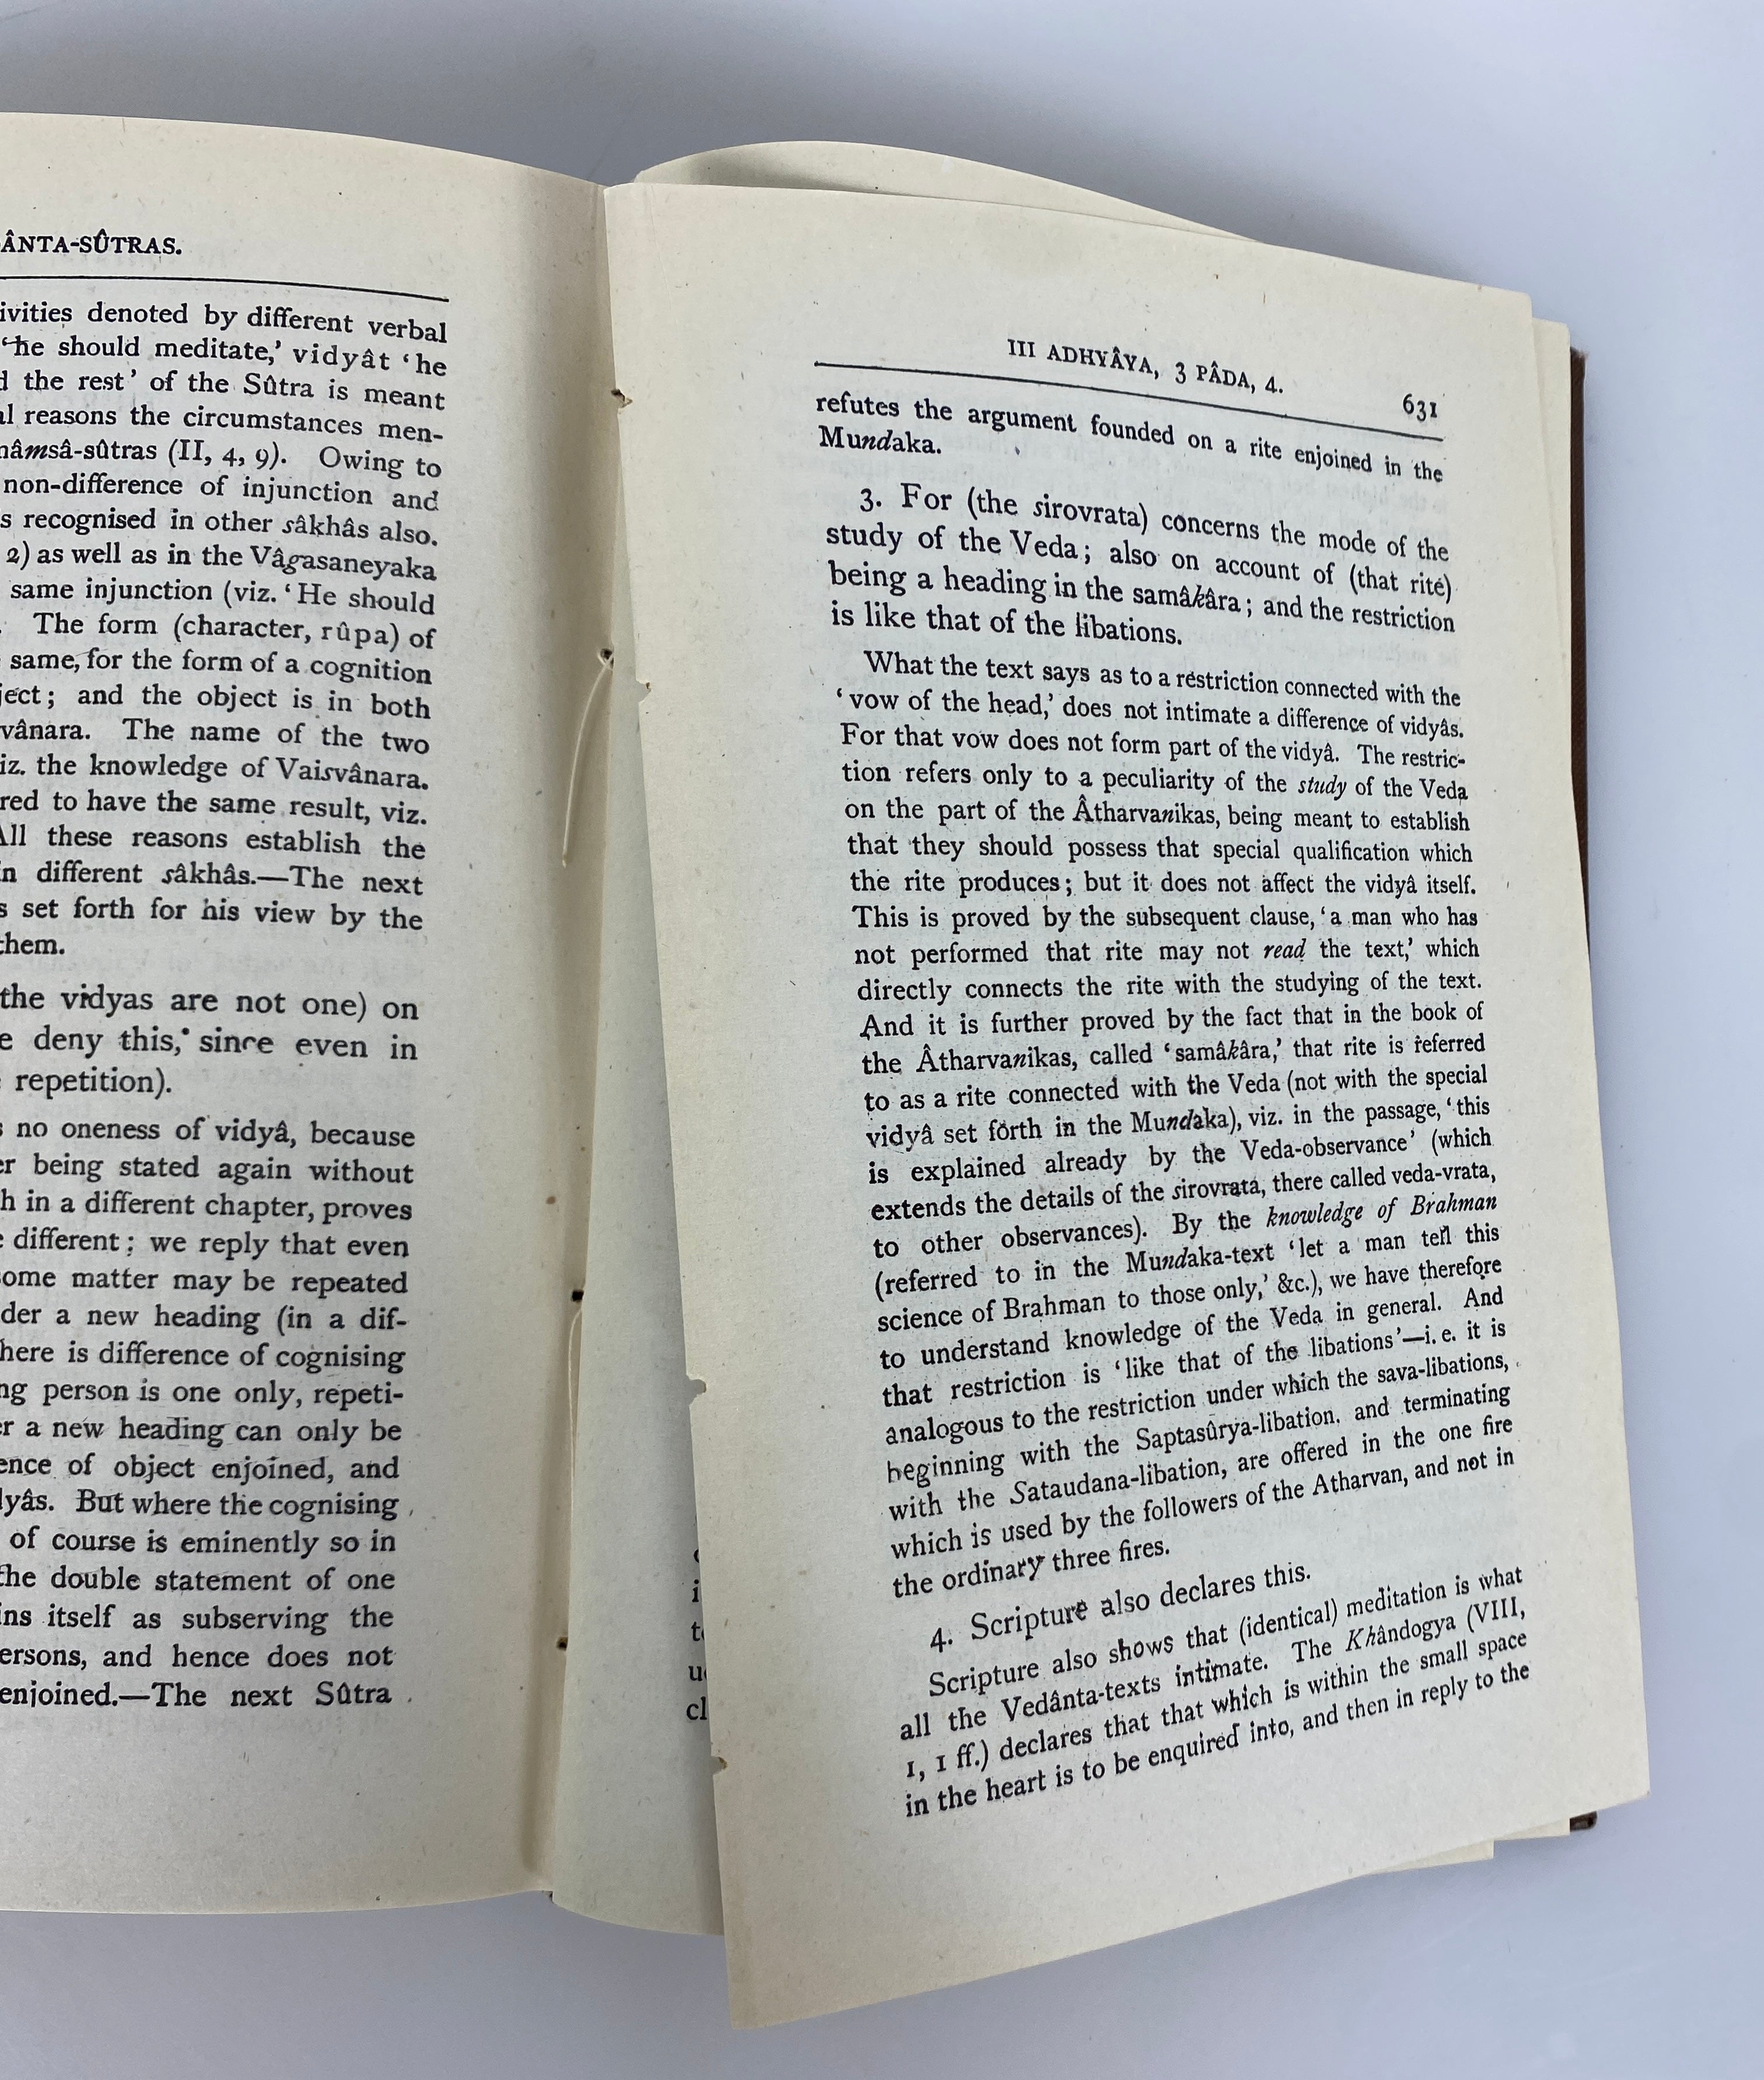 ÂNTA-SÛTRAS.
ivities denoted by different verbal
'he should meditate,' vidyât 'he
d the rest' of the Sûtra is meant
al reasons the circumstances men-
mâmsâ-sûtras (II, 4, 9). Owing to
non-difference of injunction and
s recognised in other sâkhâs also.
2) as well as in the Vâgasaneyaka
same injunction (viz. 'He should
. The form (character, rûpa) of
same, for the form of a cognition
ject; and the object is in both
vânara. The name of the two
iz. the knowledge of Vaisvânara.
red to have the same result, viz.
All these reasons establish the
n different sâkhâs.—The next
s set forth for his view by the
them.
the vidyas are not one) on
e deny this, since even in
repetition).
s no oneness of vidyâ, because
er being stated again without
h in a different chapter, proves
different; we reply that even
some matter may be repeated
der a new heading (in a dif-
here is difference of cognising
ng person is one only, repeti-
r a new heading can only be
ence of object enjoined, and
dyâs. But where the cognising
of course is eminently so in
the double statement of one
ins itself as subserving the
ersons, and hence does not
enjoined.—The next Sûtra
i
u
cl
III ADHYÂYA, 3 PÂDA, 4. 631
refutes the argument founded on a rite enjoined in the
Mundaka.
3. For (the sirovrata) concerns the mode of the
study of the Veda; also on account of (that rite)
being a heading in the samâkâra; and the restriction
is like that of the libations.
What the text says as to a restriction connected with the
'vow of the head,' does not intimate a difference of vidyâs.
For that vow does not form part of the vidyâ. The restric-
tion refers only to a peculiarity of the study of the Veda
on the part of the Âtharvanikas, being meant to establish
that they should possess that special qualification which
the rite produces; but it does not affect the vidyâ itself.
This is proved by the subsequent clause, 'a man who has
not performed that rite may not read the text,' which
directly connects the rite with the studying of the text.
And it is further proved by the fact that in the book of
the Âtharvanikas, called 'samâkâra,' that rite is referred
to as a rite connected with the Veda (not with the special
vidyâ set forth in the Mundaka), viz. in the passage, 'this
is explained already by the Veda-observance' (which
extends the details of the sirovrata, there called veda-vrata,
to other observances). By the knowledge of Brahman
(referred to in the Mundaka-text 'let a man tell this
science of Brahman to those only,' &c.), we have therefore
to understand knowledge of the Veda in general. And
that restriction is 'like that of the libations'—i. e. it is
analogous to the restriction under which the sava-libations,
beginning with the Saptasûrya-libation, and terminating
with the Sataudana-libation, are offered in the one fire
which is used by the followers of the Atharvan, and not in
the ordinary three fires.
4. Scripture also declares this.
Scripture also shows that (identical) meditation is what
all the Vedânta-texts intimate. The Khândogya (VIII,
1, 1 ff.) declares that that which is within the small space
in the heart is to be enquired into, and then in reply to the